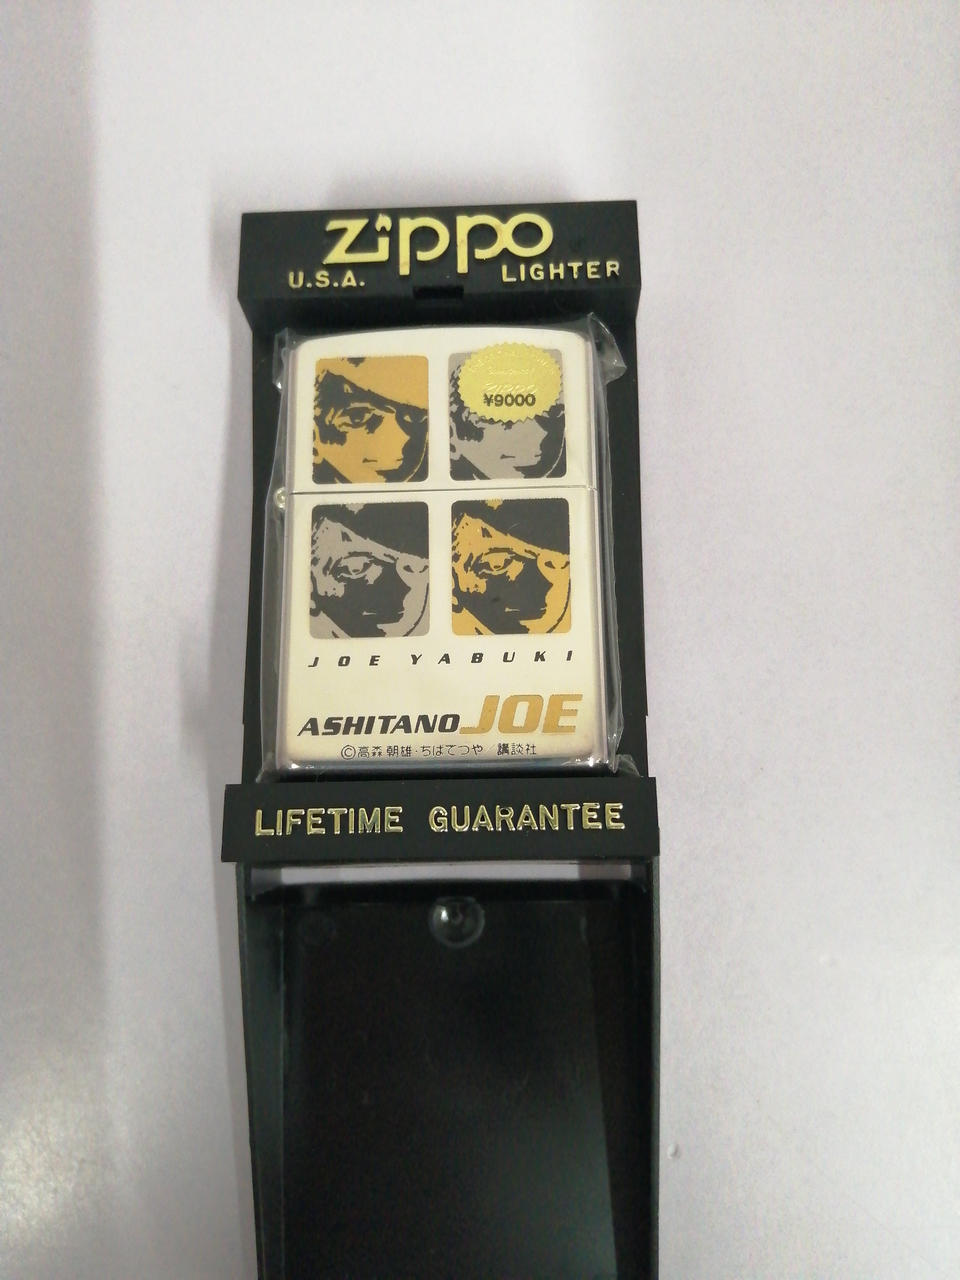 zippo
U.S.A. LIGHTER
¥9000
JOE YABUKI
ASHITANO JOE
©高森朝雄・ちばてつや／講談社
LIFETIME GUARANTEE